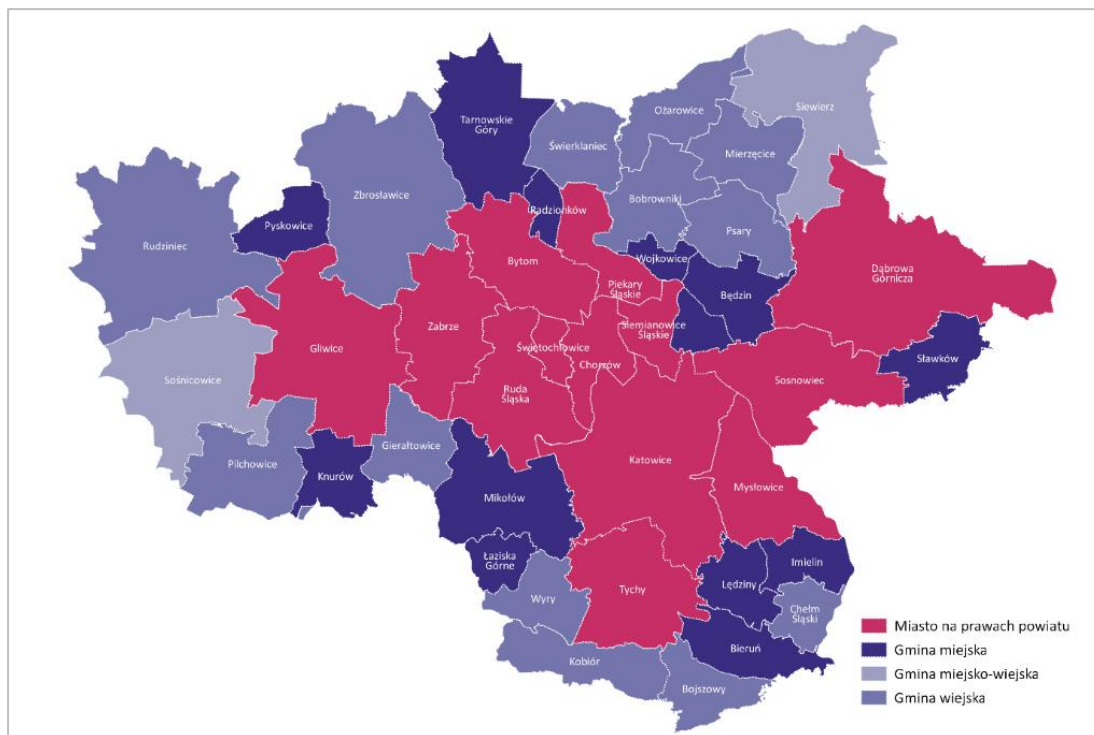 Siewierz
Ożarowice
Tarnowskie
Góry
Świerklaniec
Mierzęcice
Zbrosławice
Bobrowniki
Radzionków
Pyskowice
Psary
Rudziniec
Wojkowice
Bytom
Dąbrowa
Górnicza
Piekary
Śląskie
Będzin
Zabrze
Siemianowice
Śląskie
Gliwice
Świętochłowice
Chorzów
Sławków
Sośnicowice
Sosnowiec
Ruda
Śląska
Gierałtowice
Katowice
Pilchowice
Knurów
Mysłowice
Mikołów
Łaziska
Górne
Imielin
Lędziny
Tychy
Wyry
Chełm
Śląski
Bieruń
Kobiór
Bojszowy
Miasto na prawach powiatu
Gmina miejska
Gmina miejsko-wiejska
Gmina wiejska